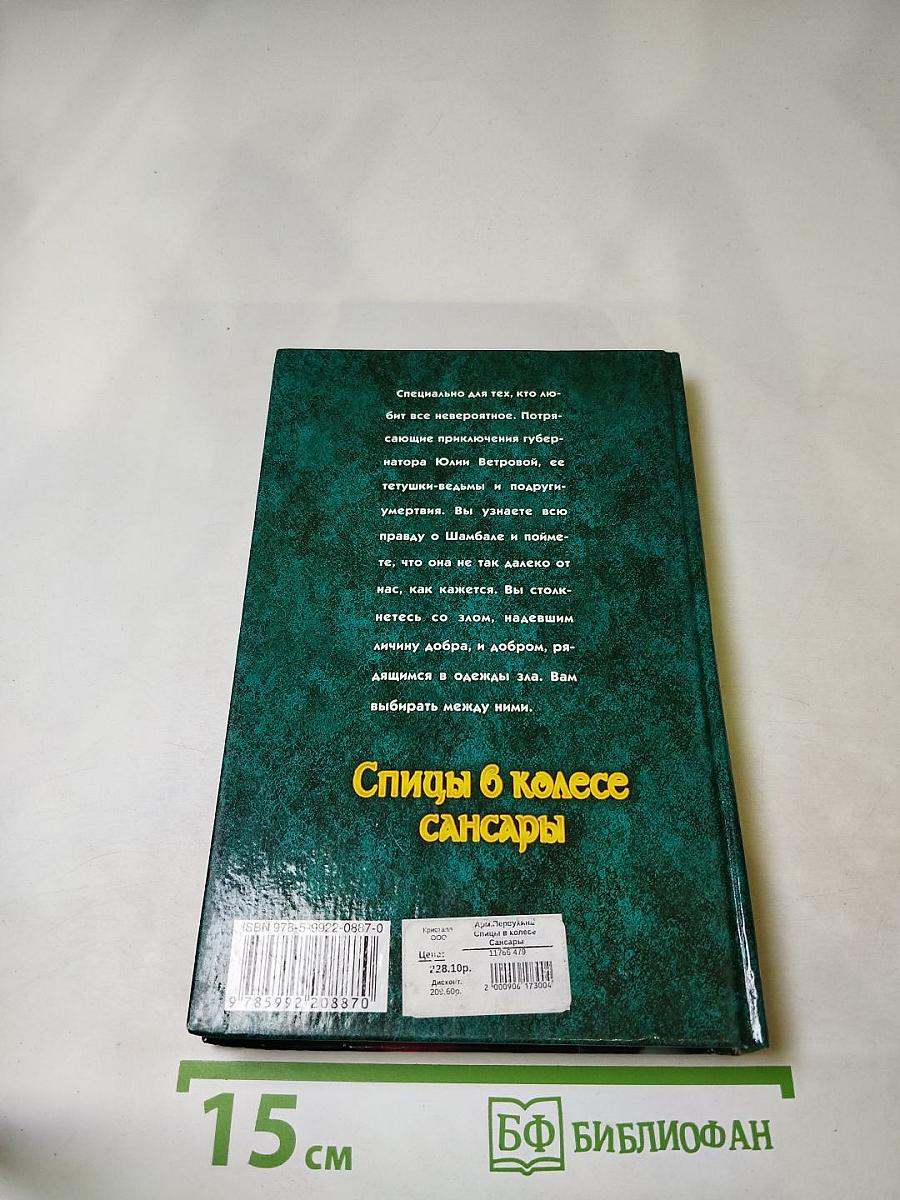 Специально для тех, кто лю-
бит все невероятное. Потря-
сающие приключения губер-
натора Юлии Ветровой, ее
тетушки-ведьмы и подруги-
умертвия. Вы узнаете всю
правду о Шамбале и пойме-
те, что она не так далеко от
нас, как кажется. Вы столк-
нетесь со злом, надевшим
личину добра, и добром, ря-
дящимся в одежды зла. Вам
выбирать между ними.
Спицы в колесе
сансары
ISBN 978-5-9922-0887-0
9 785992 208870
Кристалл
ООО
Спицы в колесе
Сансары
11766 479
Цена:
228.10р.
Дисконт.
209.60р.
2 000906 173004
15 см
БФ БИБЛИОФАН